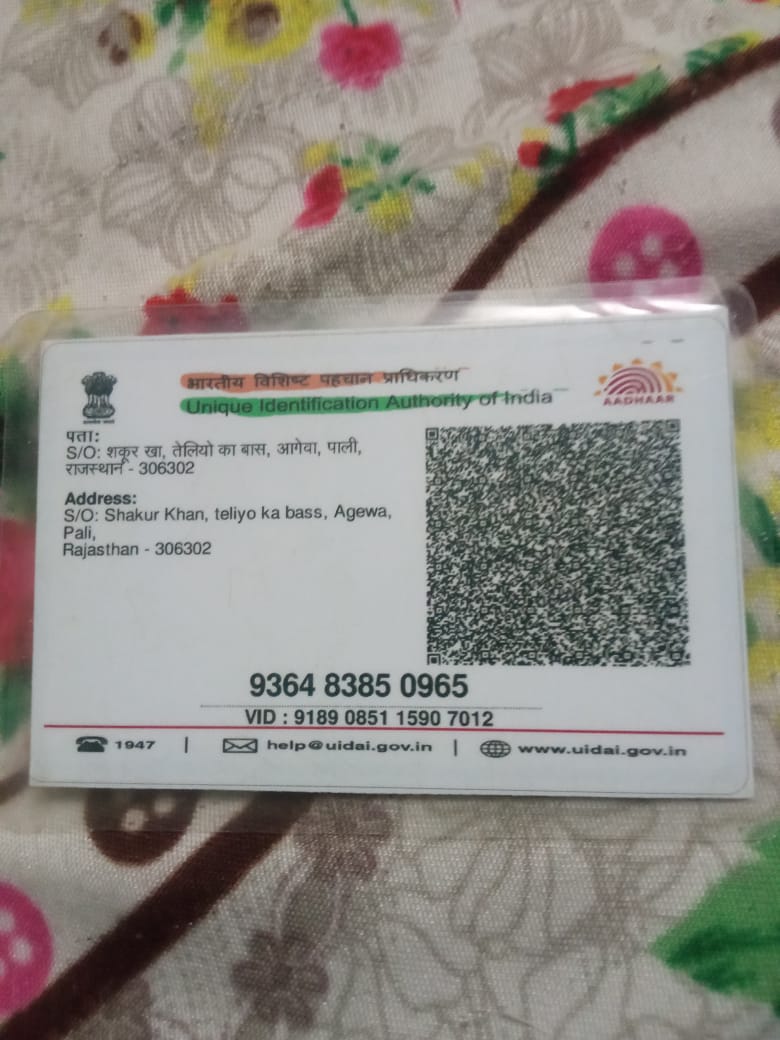 भारतीय विशिष्ट पहचान प्राधिकरण
Unique Identification Authority of India
AADHAAR
पता:
S/O: शकूर खा, तेलियो का बास, आगेवा, पाली,
राजस्थान - 306302
Address:
S/O: Shakur Khan, teliyo ka bass, Agewa,
Pali,
Rajasthan - 306302
9364 8385 0965
VID : 9189 0851 1590 7012
1947 | help@uidai.gov.in | www.uidai.gov.in